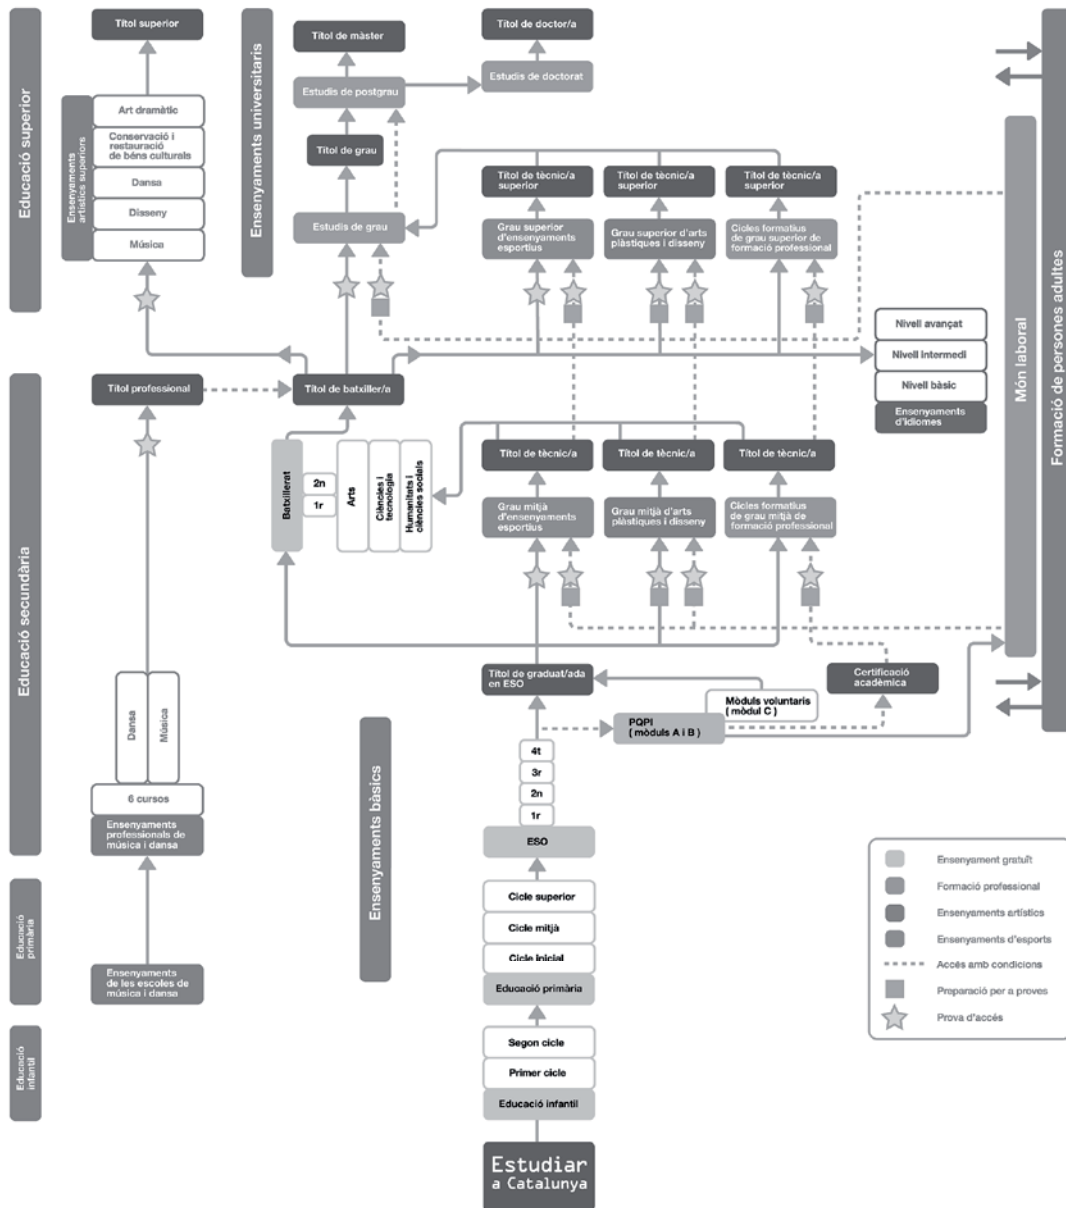 Educació superior
Títol superior
Ensenyaments
artístics superiors
Art dramàtic
Conservació i
restauració
de béns culturals
Dansa
Disseny
Música
Ensenyaments universitaris
Títol de màster
Títol de doctor/a
Estudis de postgrau
Estudis de doctorat
Títol de grau
Estudis de grau
Títol de tècnic/a
superior
Títol de tècnic/a
superior
Títol de tècnic/a
superior
Grau superior
d'ensenyaments
esportius
Grau superior d'arts
plàstiques i disseny
Cicles formatius
de grau superior de
formació professional
Món laboral
Formació de persones adultes
Nivell avançat
Nivell intermedi
Nivell bàsic
Ensenyaments
d'idiomes
Educació secundària
Títol professional
Títol de batxiller/a
Batxillerat
2n
1r
Arts
Ciències i
tecnologia
Humanitats i
ciències socials
Títol de tècnic/a
Títol de tècnic/a
Títol de tècnic/a
Grau mitjà
d'ensenyaments
esportius
Grau mitjà d'arts
plàstiques i disseny
Cicles formatius
de grau mitjà de
formació professional
Títol de graduat/ada
en ESO
Certificació
acadèmica
Mòduls voluntaris
( mòdul C )
PQPI
( mòduls A i B )
Dansa
Música
6 cursos
Ensenyaments
professionals de
música i dansa
Ensenyaments bàsics
4t
3r
2n
1r
ESO
Educació
primària
Cicle superior
Cicle mitjà
Cicle inicial
Educació primària
Ensenyaments
de les escoles de
música i dansa
Educació
infantil
Segon cicle
Primer cicle
Educació infantil
Estudiar
a Catalunya
Ensenyament gratuït
Formació professional
Ensenyaments artístics
Ensenyaments d'esports
Accés amb condicions
Preparació per a proves
Prova d'accés